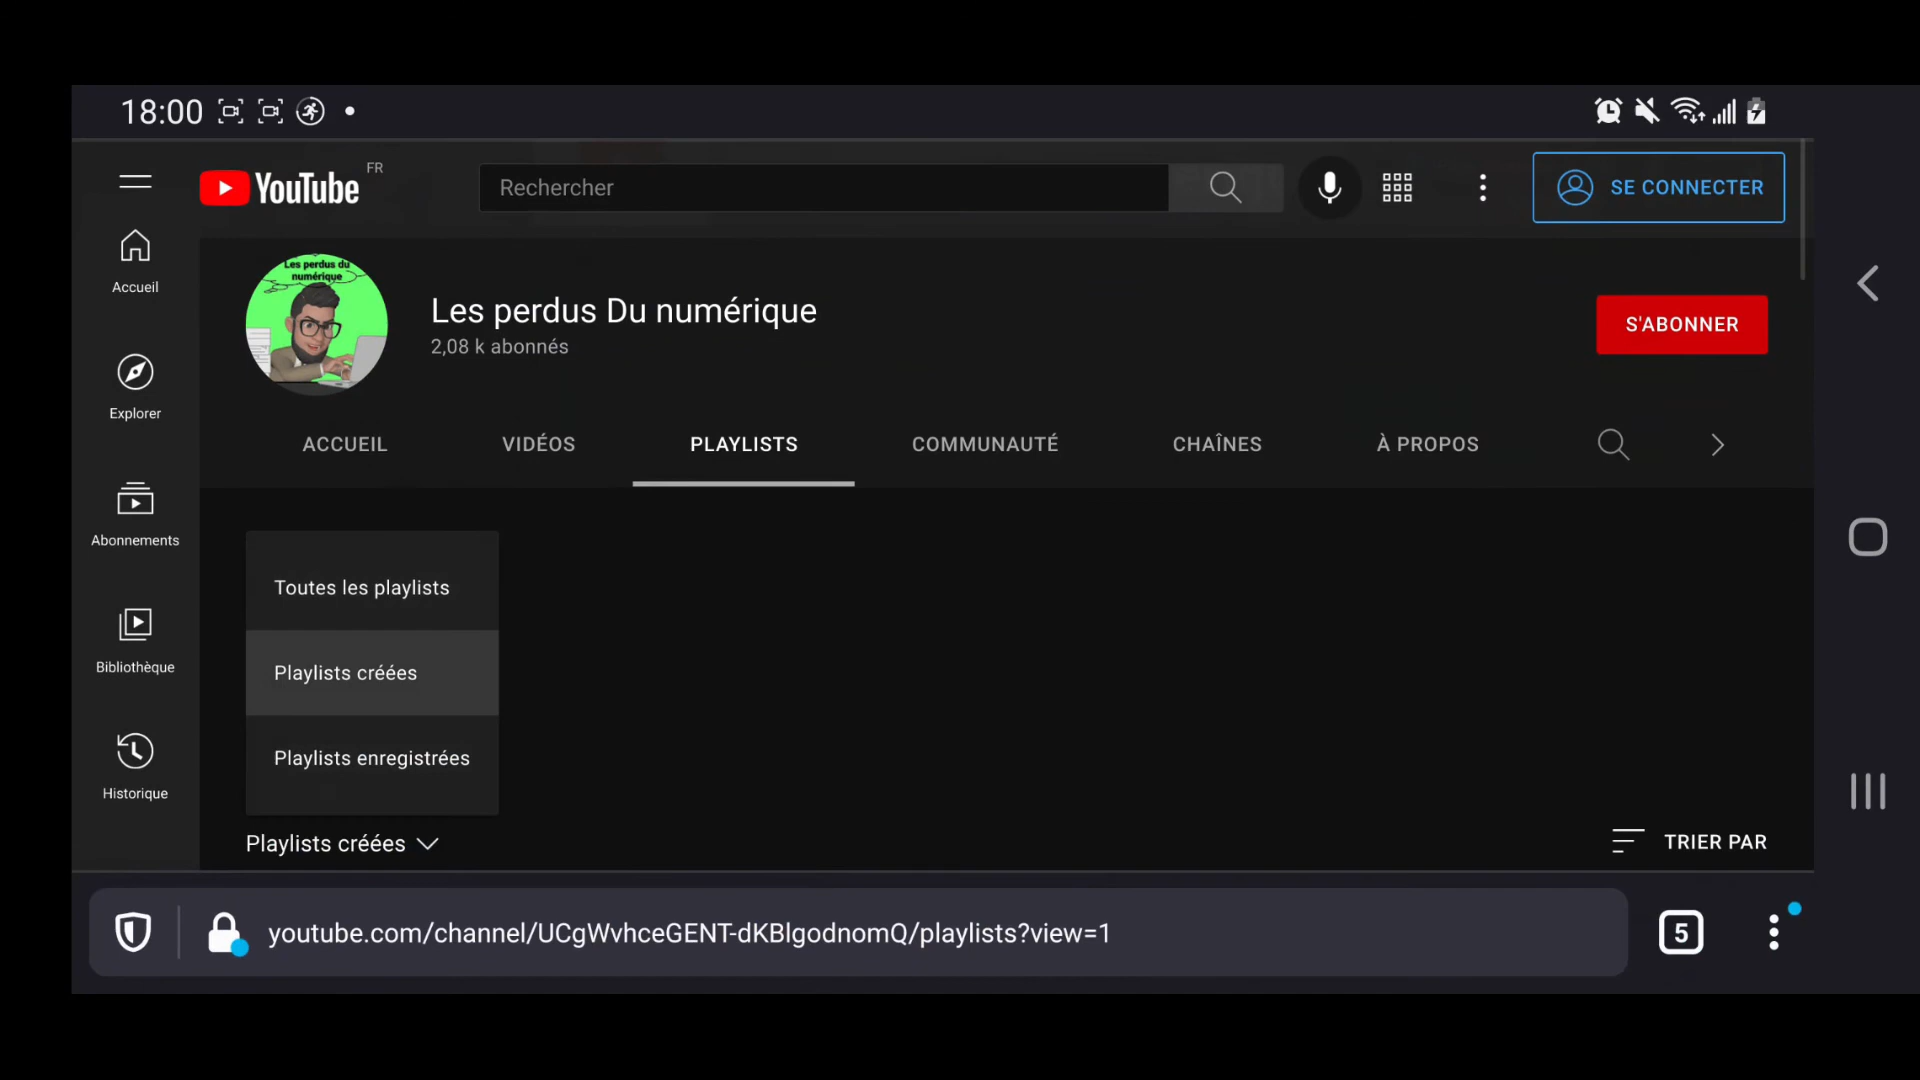 18:00
YouTube FR
Rechercher
SE CONNECTER
Accueil
Explorer
Abonnements
Bibliothèque
Historique
Les perdus du
numérique
Les perdus Du numérique
2,08 k abonnés
S'ABONNER
ACCUEIL VIDÉOS PLAYLISTS COMMUNAUTÉ CHAÎNES À PROPOS
Toutes les playlists
Playlists créées
Playlists enregistrées
Playlists créées
TRIER PAR
youtube.com/channel/UCgWvhceGENT-dKBlgodnomQ/playlists?view=1
5